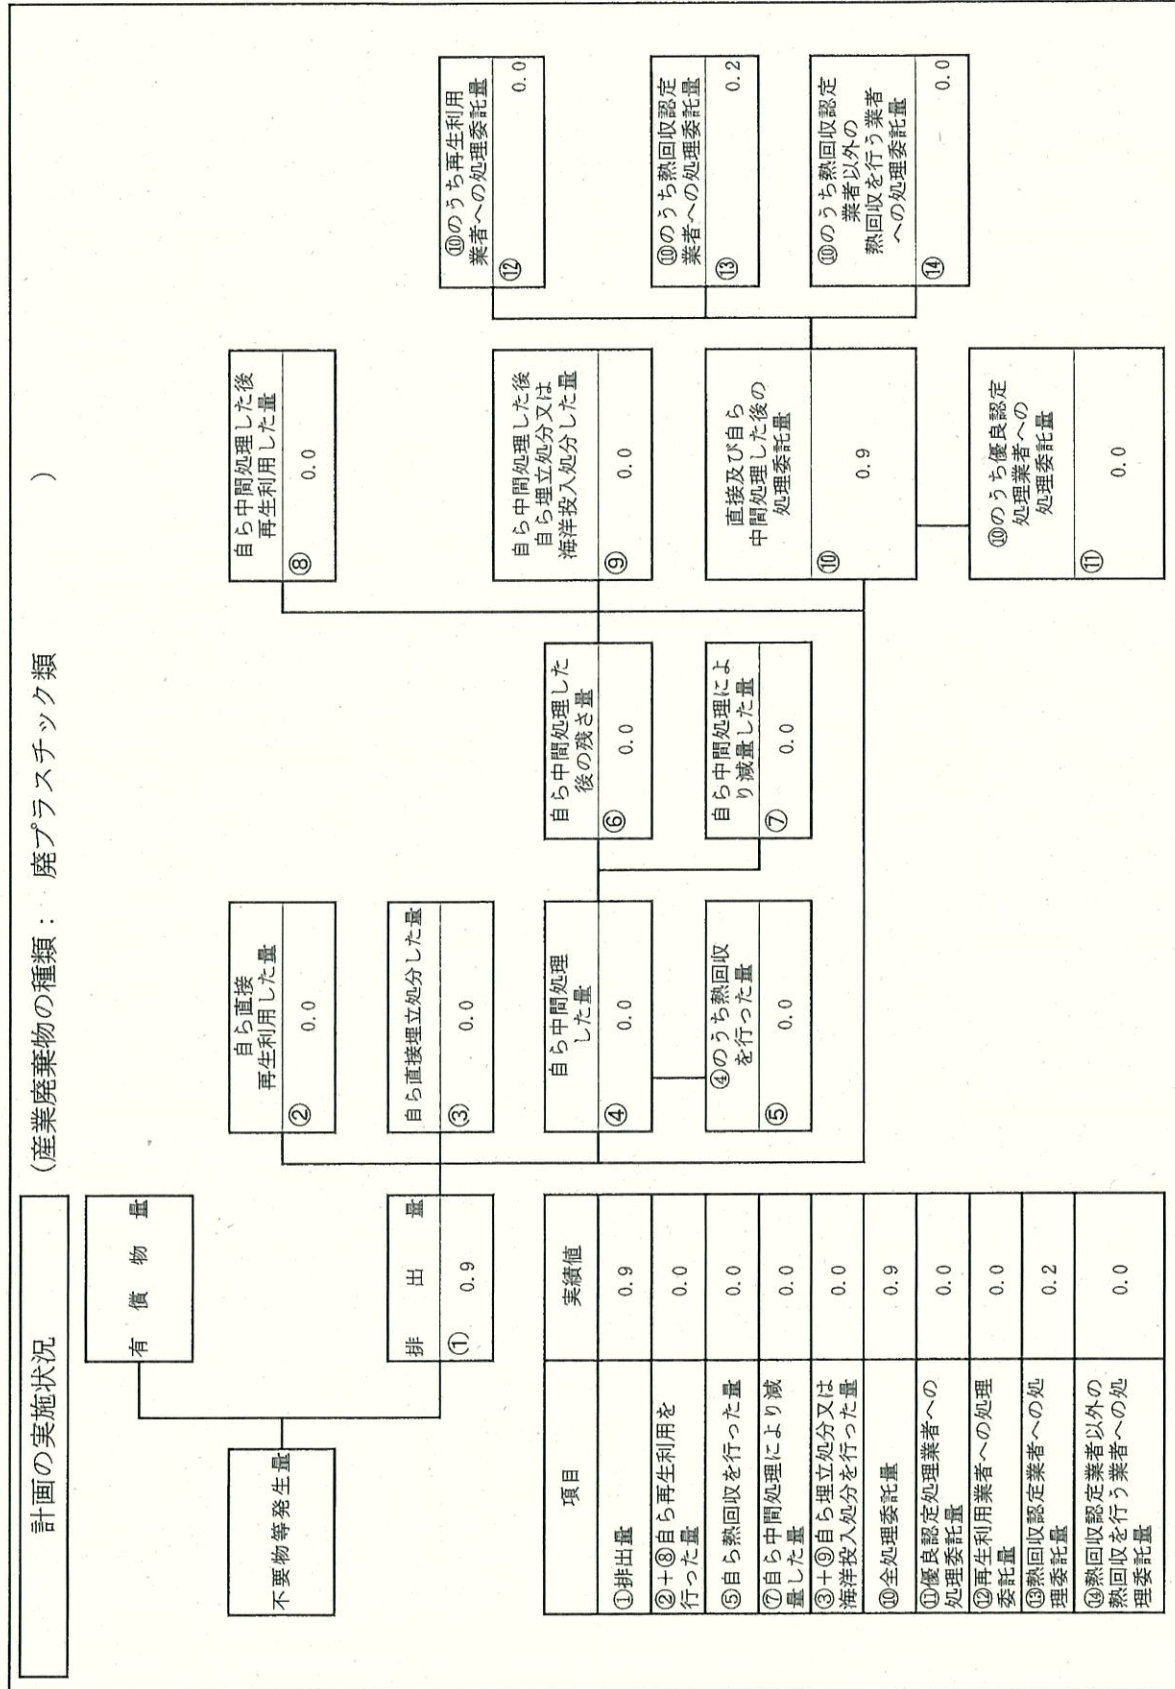 計画の実施状況
(産業廃棄物の種類: 廃プラスチック類 )
不要物等発生量
有 償 物 量
排 出 量
① 0.9
自ら直接
再生利用した量
② 0.0
自ら直接埋立処分した量
③ 0.0
自ら中間処理
した量
④ 0.0
④のうち熱回収
を行った量
⑤ 0.0
自ら中間処理した
後の残さ量
⑥ 0.0
自ら中間処理によ
り減量した量
⑦ 0.0
自ら中間処理した後
再生利用した量
⑧ 0.0
自ら中間処理した後
自ら埋立処分又は
海洋投入処分した量
⑨ 0.0
直接及び自ら
中間処理した後の
処理委託量
⑩ 0.9
⑩のうち優良認定
処理業者への
処理委託量
⑪ 0.0
⑩のうち再生利用
業者への処理委託量
⑫ 0.0
⑩のうち熱回収認定
業者への処理委託量
⑬ 0.2
⑩のうち熱回収認定
業者以外の
熱回収を行う業者
への処理委託量
⑭ 0.0
項目 実績値
①排出量 0.9
②+⑧自ら再生利用を
行った量 0.0
⑤自ら熱回収を行った量 0.0
⑦自ら中間処理により減
量した量 0.0
③+⑨自ら埋立処分又は
海洋投入処分を行った量 0.0
⑩全処理委託量 0.9
⑪優良認定処理業者への
処理委託量 0.0
⑫再生利用業者への処理
委託量 0.0
⑬熱回収認定業者への処
理委託量 0.2
⑭熱回収認定業者以外の
熱回収を行う業者への処
理委託量 0.0